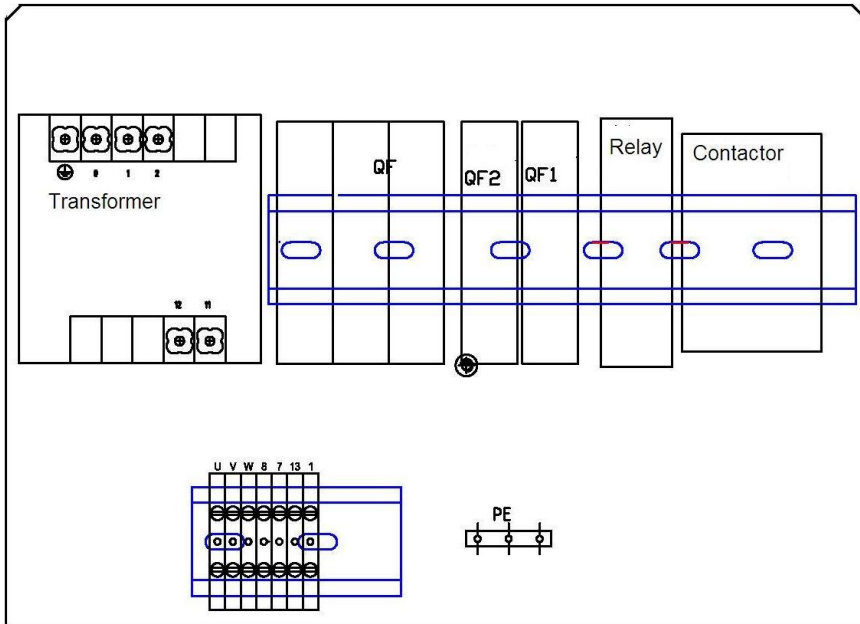 Relay
Contactor
QF
QF2
QF1
0 1 2
Transformer
12 11
U V W 8 7 13 1
PE